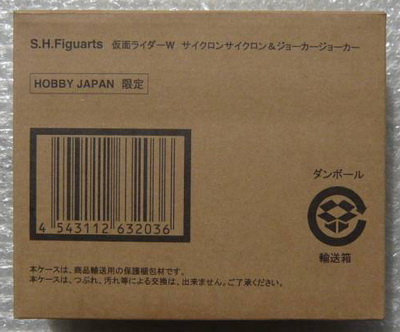 S.H.Figuarts 仮面ライダーW サイクロンサイクロン＆ジョーカージョーカー
HOBBY JAPAN 限定
ダンボール
4 543112 632036
輸送箱
本ケースは、商品輸送用の保護梱包材です。
本ケースは、つぶれ、汚れ等による交換は、出来ません。ご了承ください。